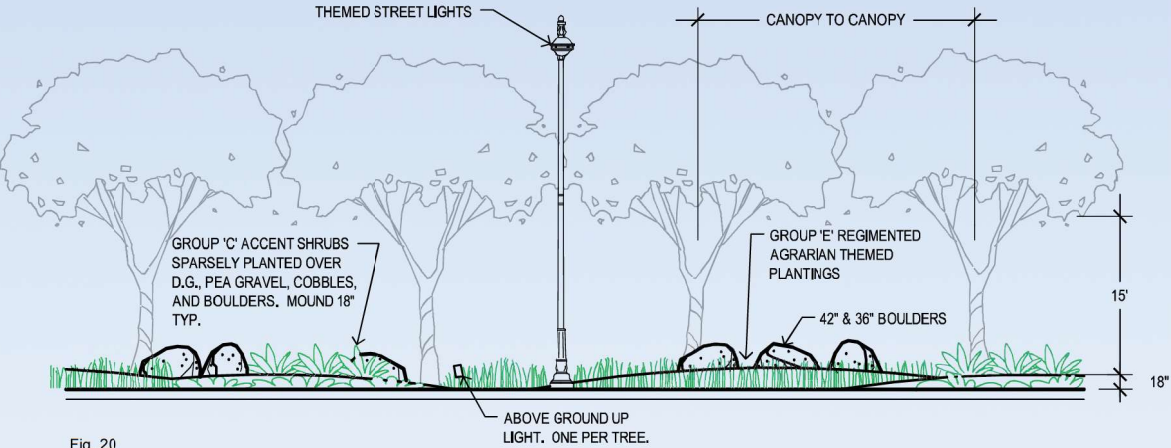 THEMED STREET LIGHTS
CANOPY TO CANOPY
GROUP 'C' ACCENT SHRUBS
SPARSELY PLANTED OVER
D.G., PEA GRAVEL, COBBLES,
AND BOULDERS. MOUND 18"
TYP.
GROUP 'E' REGIMENTED
AGRARIAN THEMED
PLANTINGS
15'
42" & 36" BOULDERS
18"
ABOVE GROUND UP
LIGHT. ONE PER TREE.
Fig. 20